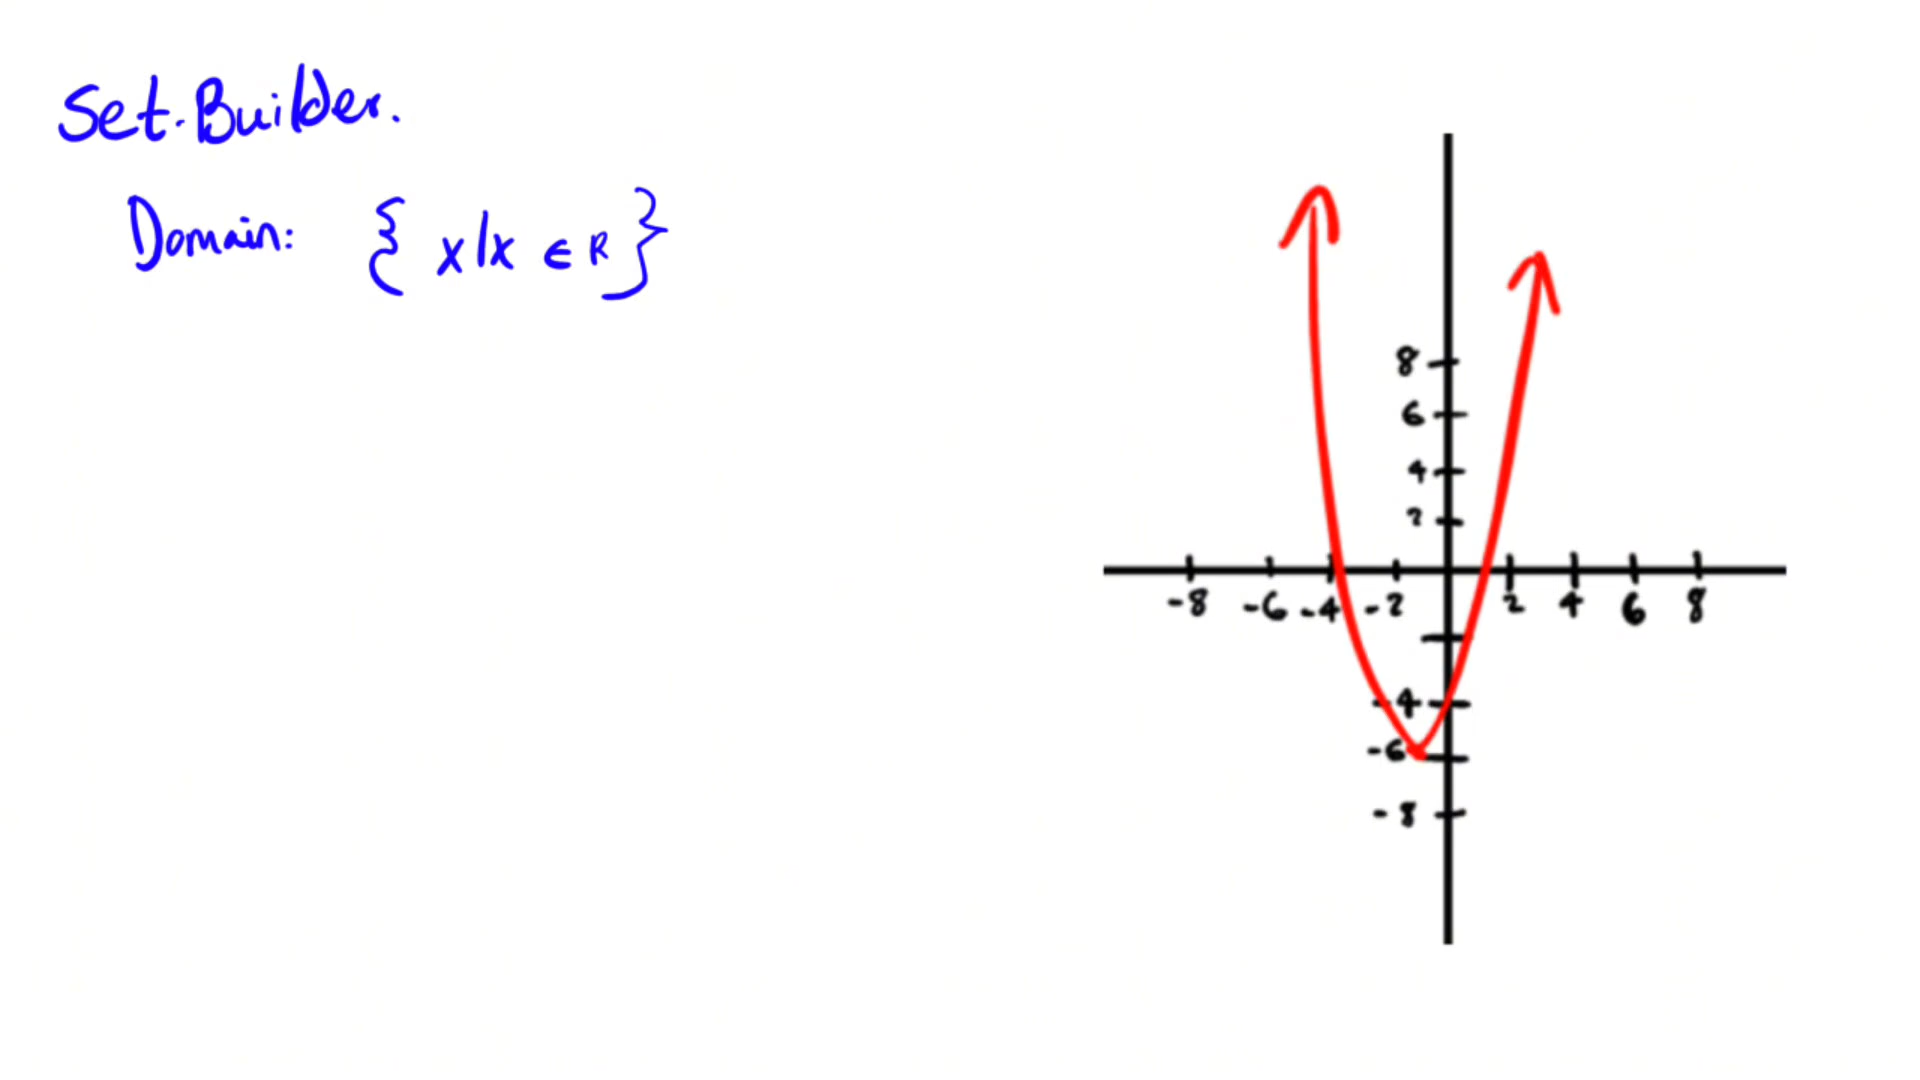 Set-Builder.
Domain: { x|x ∈ R }
8
6
4
2
-8 -6 -4 -2 2 4 6 8
-4
-6
-8